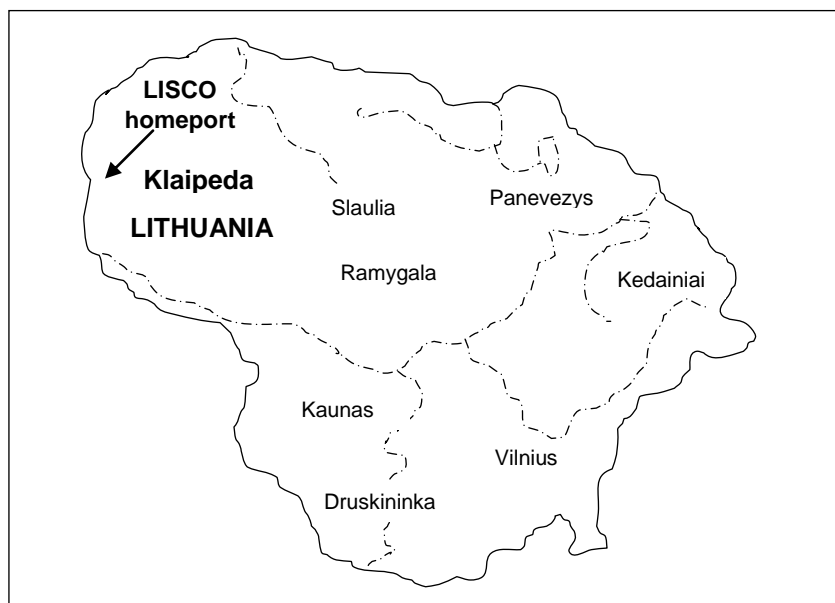 LISCO
homeport
Klaipeda
LITHUANIA
Slaulia
Panevezys
Ramygala
Kedainiai
Kaunas
Vilnius
Druskininka